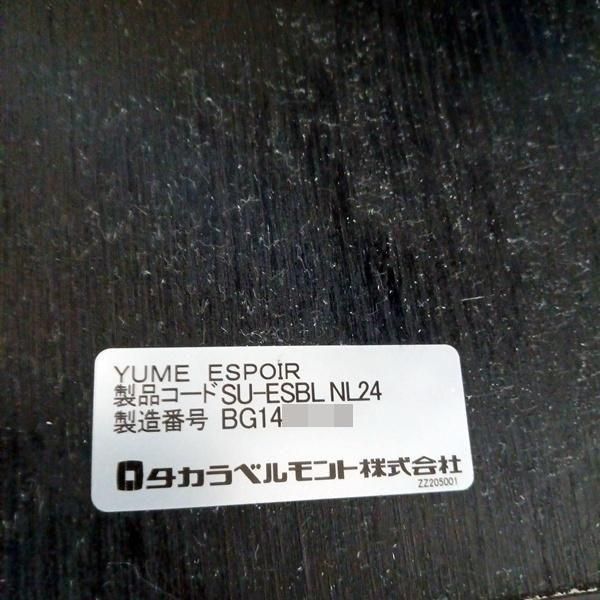 YUME ESPOIR
製品コード SU-ESBL NL24
製造番号 BG14
タカラベルモント株式会社
ZZ205001